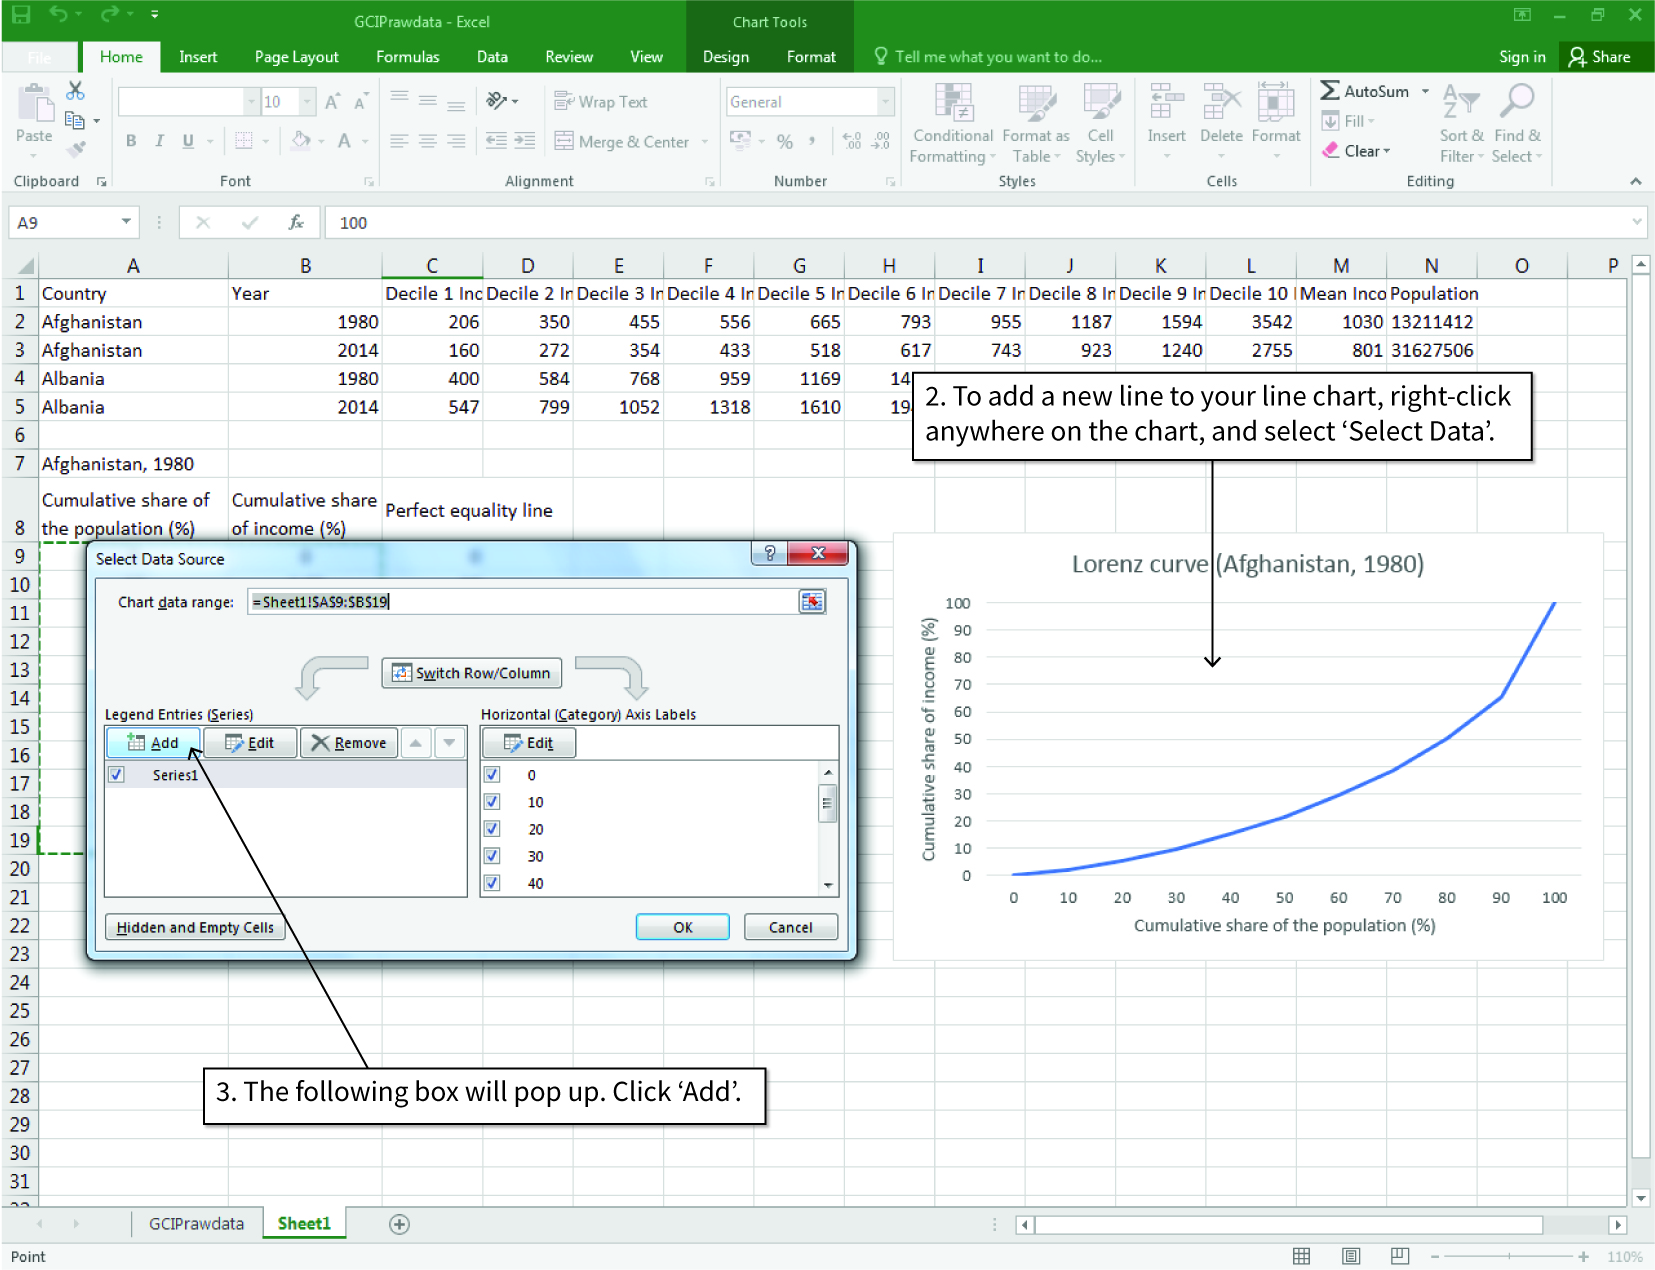 GCIPrawdata - Excel
Chart Tools
File
Home
Insert
Page Layout
Formulas
Data
Review
View
Design
Format
Tell me what you want to do...
Sign in
Share
Paste
Clipboard
10
B I U
Font
Wrap Text
Merge & Center
Alignment
General
%
Number
Conditional Formatting
Format as Table
Cell Styles
Styles
Insert
Delete
Format
Cells
AutoSum
Fill
Clear
Sort & Filter
Find & Select
Editing
A9
fx
100
A B C D E F G H I J K L M N O P
1 Country Year Decile 1 Inc Decile 2 In Decile 3 In Decile 4 In Decile 5 In Decile 6 In Decile 7 In Decile 8 In Decile 9 In Decile 10 I Mean Inco Population
2 Afghanistan 1980 206 350 455 556 665 793 955 1187 1594 3542 1030 13211412
3 Afghanistan 2014 160 272 354 433 518 617 743 923 1240 2755 801 31627506
4 Albania 1980 400 584 768 959 1169 14
5 Albania 2014 547 799 1052 1318 1610 19
6
7 Afghanistan, 1980
8 Cumulative share of the population (%) Cumulative share of income (%) Perfect equality line
9
10
11
12
13
14
15
16
17
18
19
20
21
22
23
24
25
26
27
28
29
30
31
2. To add a new line to your line chart, right-click
anywhere on the chart, and select ‘Select Data’.
Select Data Source
?
Chart data range:
=Sheet1!$A$9:$B$19
Switch Row/Column
Legend Entries (Series)
Add
Edit
Remove
Series1
Horizontal (Category) Axis Labels
Edit
0
10
20
30
40
Hidden and Empty Cells
OK
Cancel
Lorenz curve (Afghanistan, 1980)
Cumulative share of income (%)
100
90
80
70
60
50
40
30
20
10
0
0 10 20 30 40 50 60 70 80 90 100
Cumulative share of the population (%)
3. The following box will pop up. Click ‘Add’.
GCIPrawdata
Sheet1
Point
110%